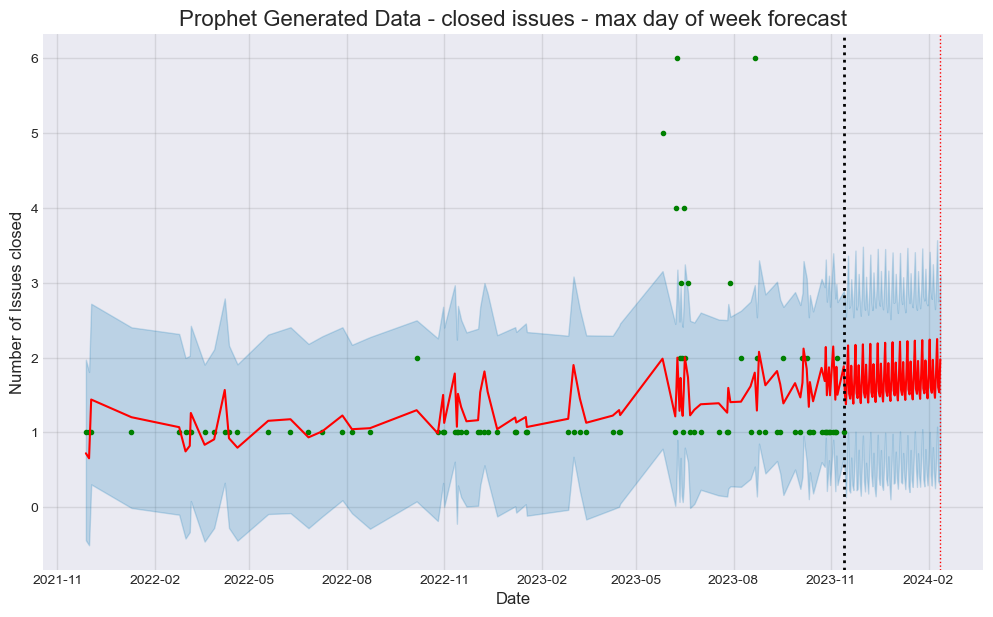 Prophet Generated Data - closed issues - max day of week forecast
Number of Issues closed
6
5
4
3
2
1
0
2021-11 2022-02 2022-05 2022-08 2022-11 2023-02 2023-05 2023-08 2023-11 2024-02
Date